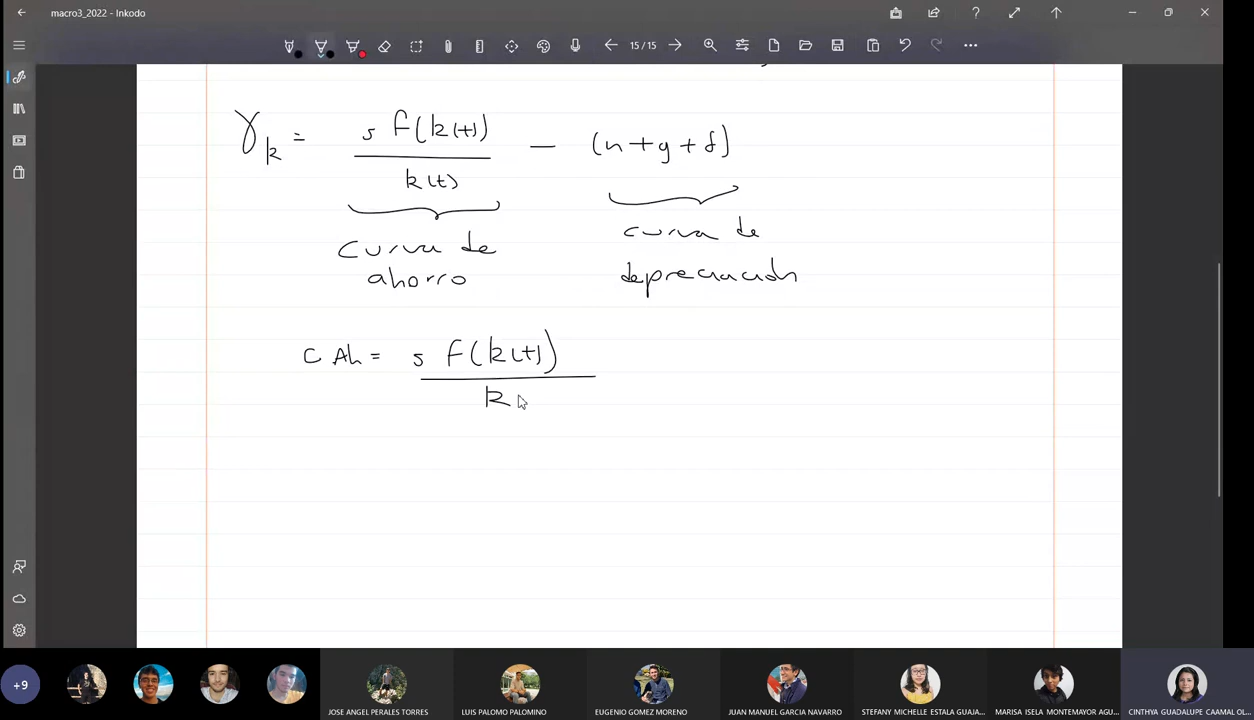 macro3_2022 - Inkodo
15/15
γk = s f(k(t)) / k(t) − (n+g+δ)
curva de ahorro
curva de depreciación
C Ah = s f(k(t)) / k
+9
JOSE ANGEL PERALES TORRES
LUIS PALOMO PALOMINO
EUGENIO GOMEZ MORENO
JUAN MANUEL GARCIA NAVARRO
STEFANY MICHELLE ESTALA GUAJA...
MARISA ISELA MONTEMAYOR AGU...
CINTHYA GUADALUPE CAAMAL OL...